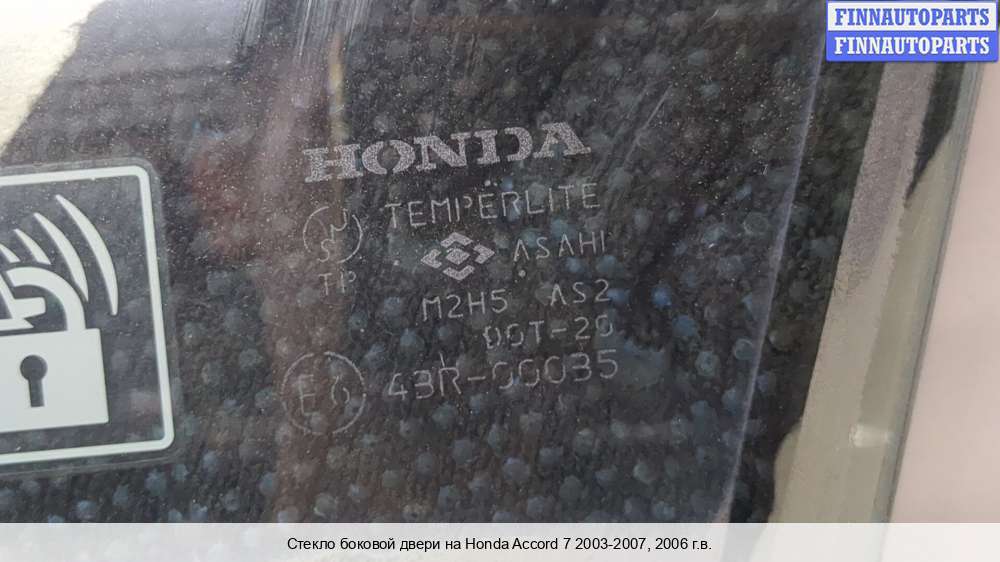 FINNAUTOPARTS
FINNAUTOPARTS
HONDA
TEMPERLITE
ASAHI
TP
M2H5 AS2
DOT-20
43R-00035
Стекло боковой двери на Honda Accord 7 2003-2007, 2006 г.в.